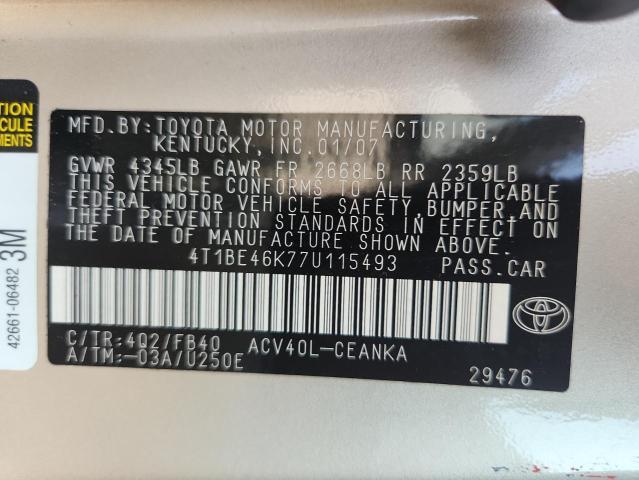 MFD.BY:TOYOTA MOTOR MANUFACTURING,
KENTUCKY,INC.01/07
GVWR 4345LB GAWR FR 2668LB RR 2359LB
THIS VEHICLE CONFORMS TO ALL APPLICABLE
FEDERAL MOTOR VEHICLE SAFETY,BUMPER,AND
THEFT PREVENTION STANDARDS IN EFFECT ON
THE DATE OF MANUFACTURE SHOWN ABOVE.
4T1BE46K77U115493 PASS.CAR
TOYOTA
C/TR:4Q2/FB40 ACV40L-CEANKA
A/TM:-03A/U250E
29476
42661-06482 3M